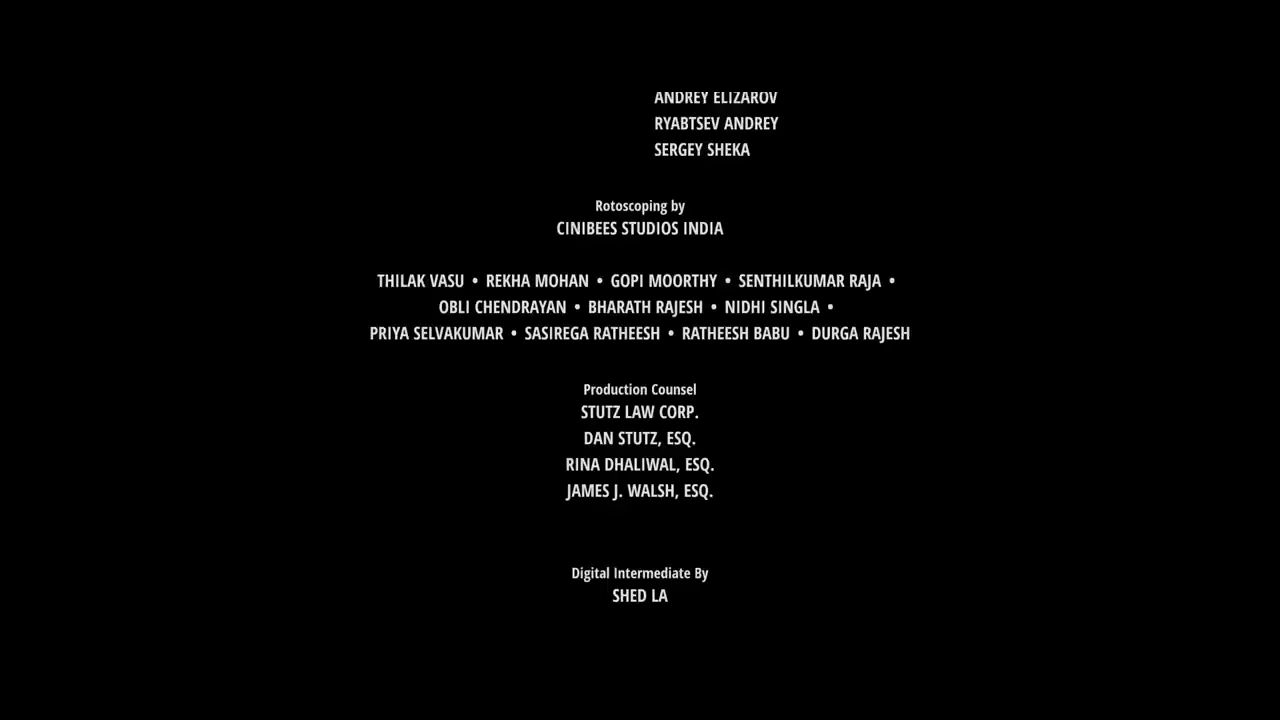 ANDREY ELIZAROV
RYABTSEV ANDREY
SERGEY SHEKA
Rotoscoping by
CINIBEES STUDIOS INDIA
THILAK VASU • REKHA MOHAN • GOPI MOORTHY • SENTHILKUMAR RAJA •
OBLI CHENDRAYAN • BHARATH RAJESH • NIDHI SINGLA •
PRIYA SELVAKUMAR • SASIREGA RATHEESH • RATHEESH BABU • DURGA RAJESH
Production Counsel
STUTZ LAW CORP.
DAN STUTZ, ESQ.
RINA DHALIWAL, ESQ.
JAMES J. WALSH, ESQ.
Digital Intermediate By
SHED LA